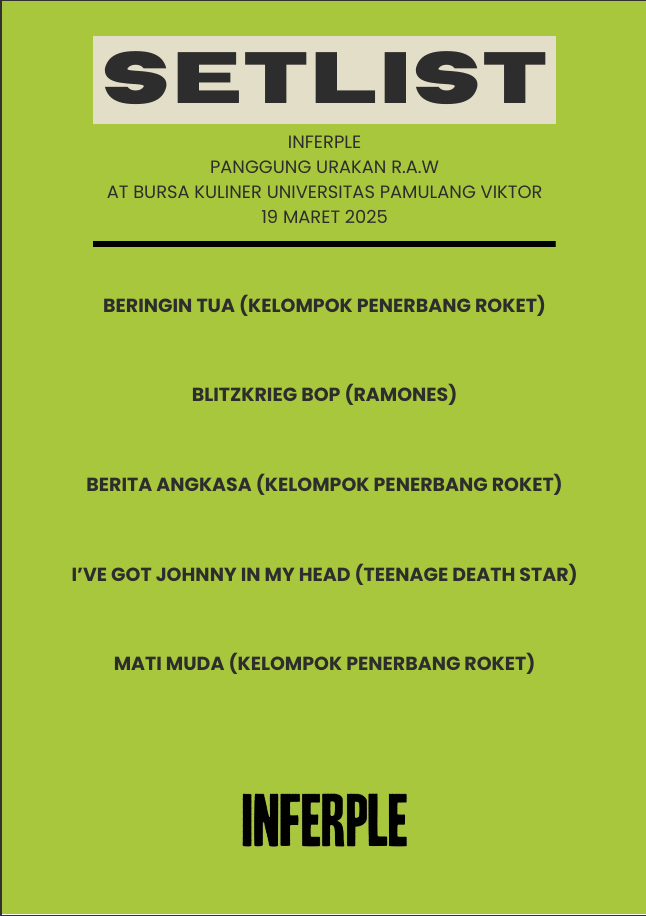 SETLIST
INFERPLE
PANGGUNG URAKAN R.A.W
AT BURSA KULINER UNIVERSITAS PAMULANG VIKTOR
19 MARET 2025
BERINGIN TUA (KELOMPOK PENERBANG ROKET)
BLITZKRIEG BOP (RAMONES)
BERITA ANGKASA (KELOMPOK PENERBANG ROKET)
I’VE GOT JOHNNY IN MY HEAD (TEENAGE DEATH STAR)
MATI MUDA (KELOMPOK PENERBANG ROKET)
INFERPLE